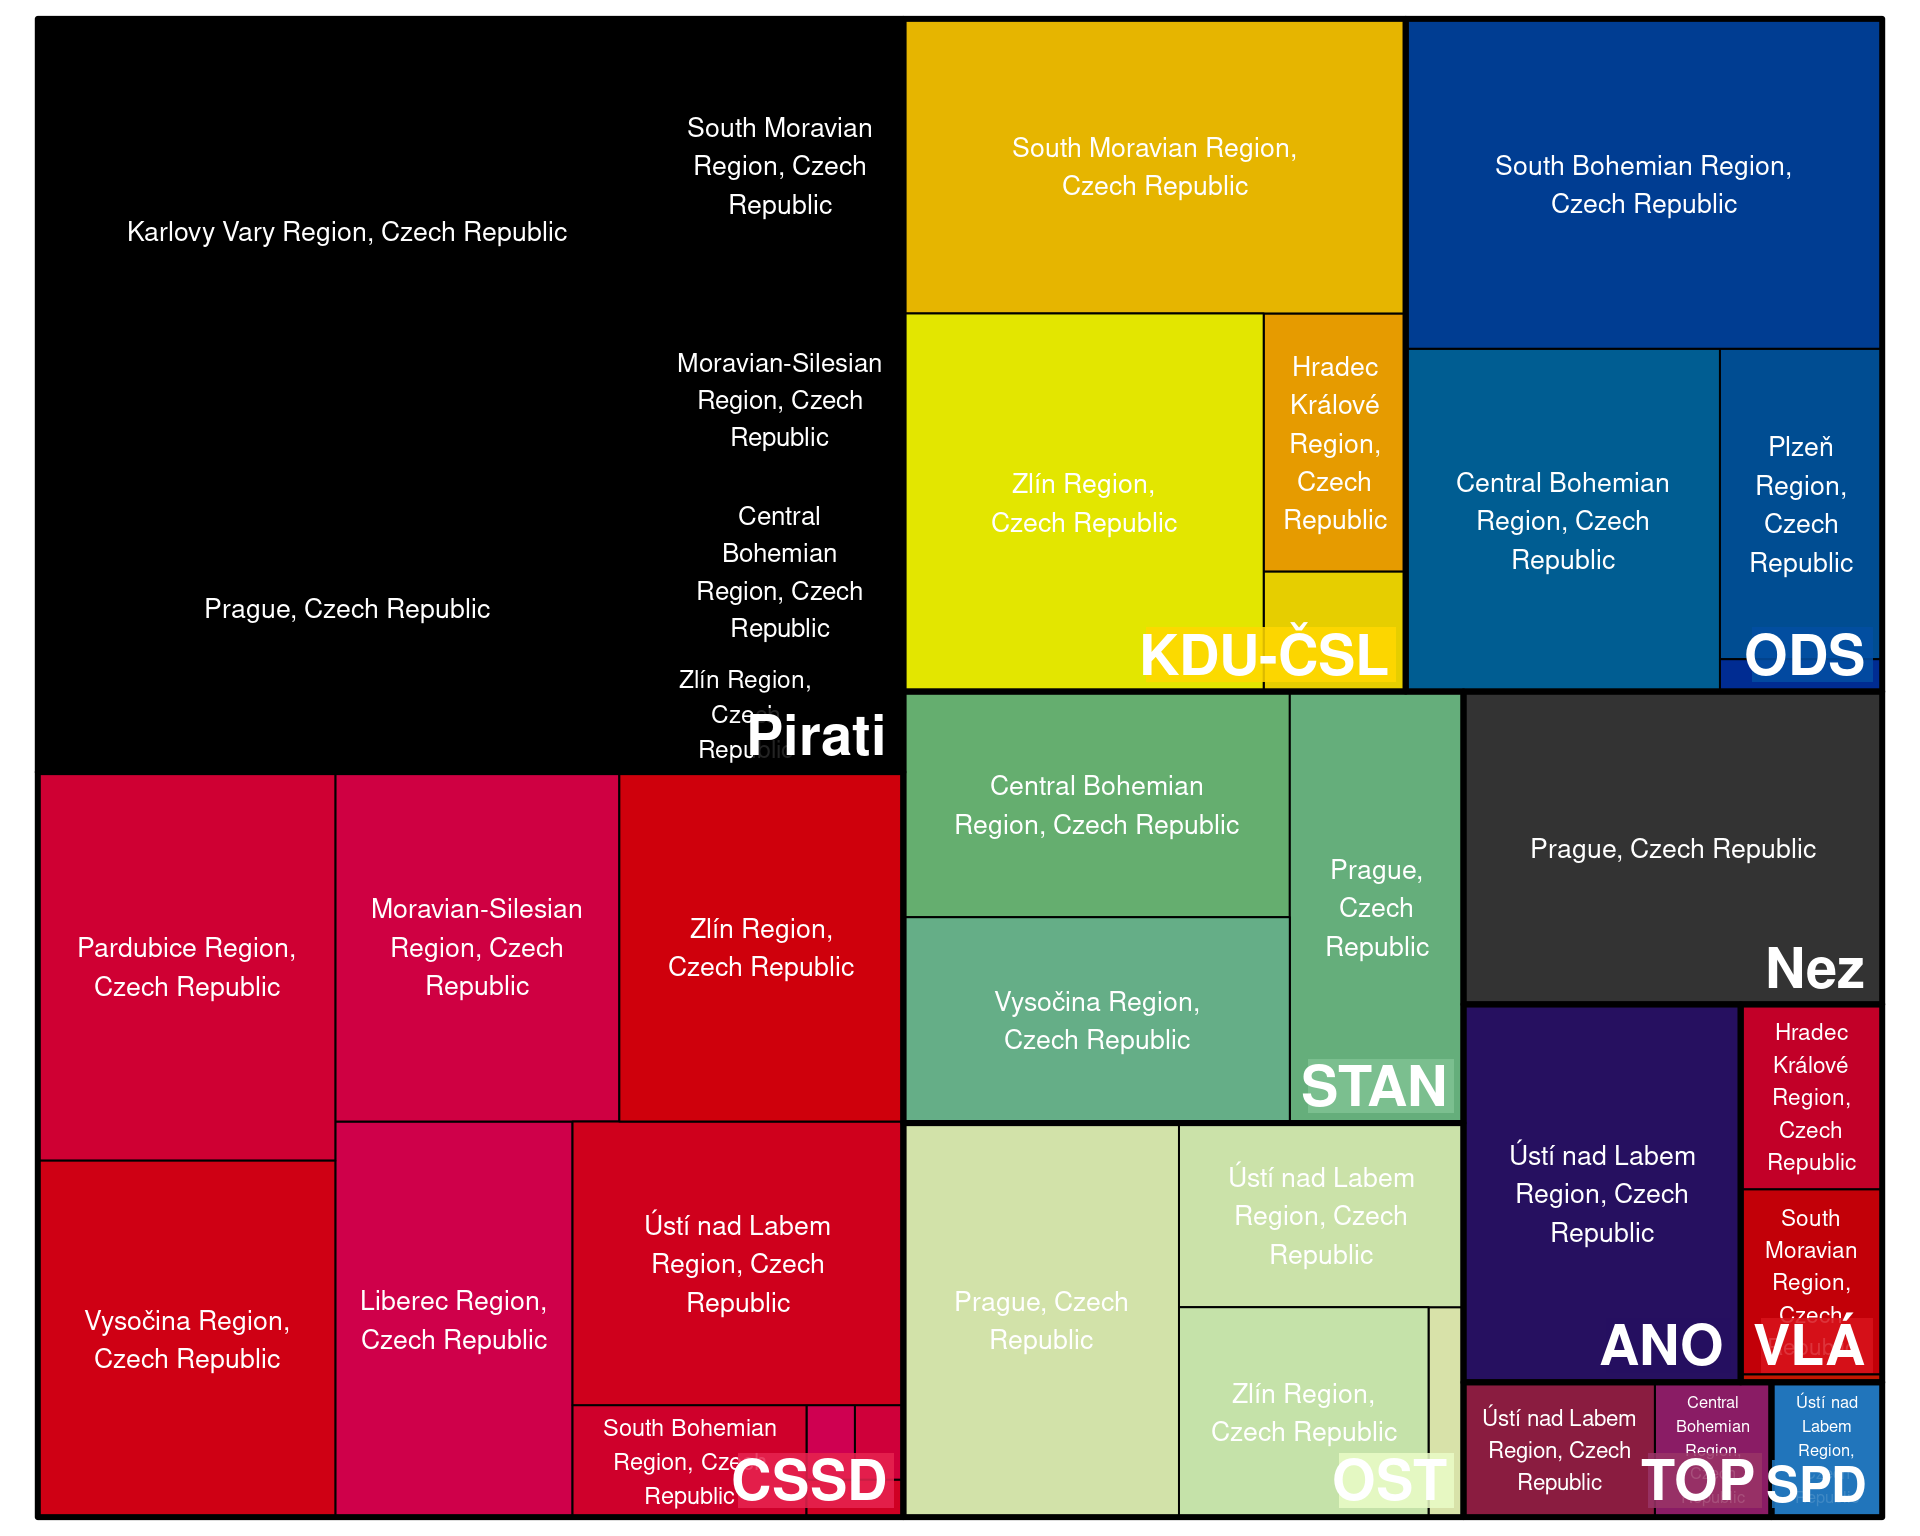 Karlovy Vary Region, Czech Republic
South Moravian
Region, Czech
Republic
Moravian-Silesian
Region, Czech
Republic
Prague, Czech Republic
Central
Bohemian
Region, Czech
Republic
Zlín Region,
Czech
Republic
Pirati
South Moravian Region,
Czech Republic
Zlín Region,
Czech Republic
Hradec
Králové
Region,
Czech
Republic
KDU-ČSL
South Bohemian Region,
Czech Republic
Central Bohemian
Region, Czech
Republic
Plzeň
Region,
Czech
Republic
ODS
Pardubice Region,
Czech Republic
Moravian-Silesian
Region, Czech
Republic
Zlín Region,
Czech Republic
Vysočina Region,
Czech Republic
Liberec Region,
Czech Republic
Ústí nad Labem
Region, Czech
Republic
South Bohemian
Region, Czech
Republic
CSSD
Central Bohemian
Region, Czech Republic
Vysočina Region,
Czech Republic
Prague,
Czech
Republic
STAN
Prague, Czech Republic
Nez
Prague, Czech
Republic
Ústí nad Labem
Region, Czech
Republic
Zlín Region,
Czech Republic
OST
Ústí nad Labem
Region, Czech
Republic
ANO
Hradec
Králové
Region,
Czech
Republic
South
Moravian
Region,
Czech
Republic
VLÁ
Ústí nad Labem
Region, Czech
Republic
Central
Bohemian
Region,
TOP
Ústí nad
Labem
Region,
SPD